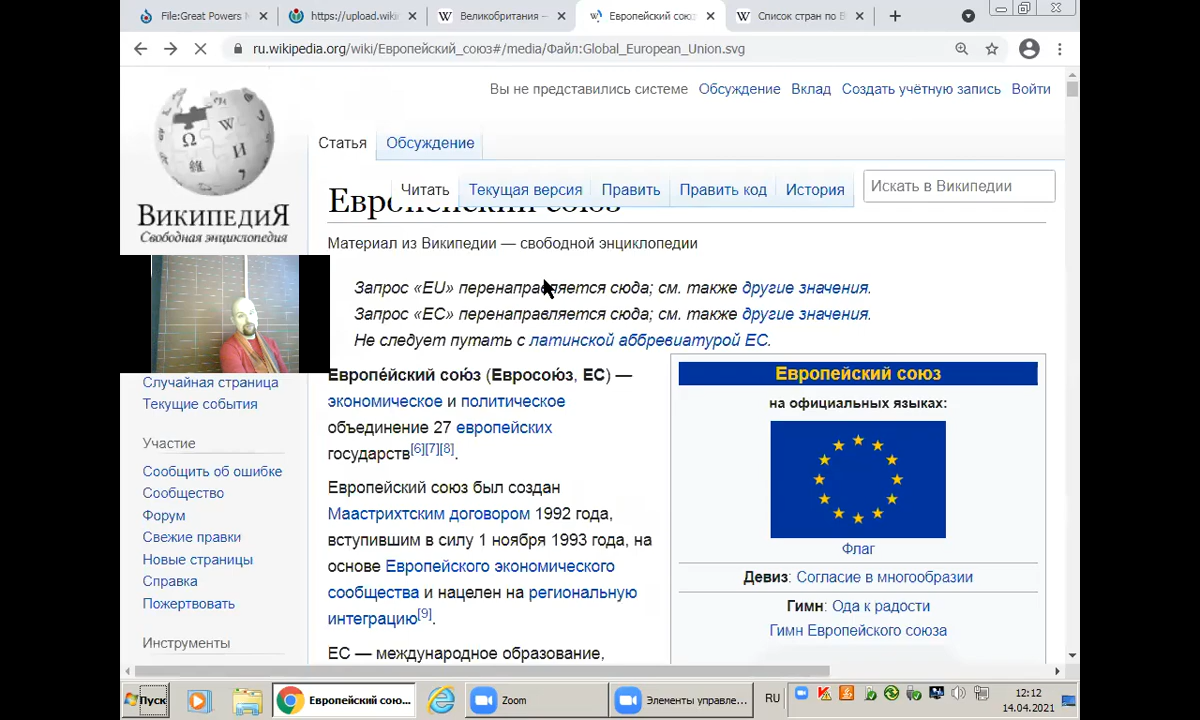 File:Great Powers
https://upload.wiki
Великобритания –
Европейский сою
Список стран по В
ru.wikipedia.org/wiki/Европейский_союз#/media/Файл:Global_European_Union.svg
Вы не представились системе Обсуждение Вклад Создать учётную запись Войти
Статья Обсуждение
Читать Текущая версия Править Править код История Искать в Википедии
Европейский союз
ВикипедиЯ
Свободная энциклопедия
Материал из Википедии — свободной энциклопедии
Запрос «EU» перенаправляется сюда; см. также другие значения.
Запрос «ЕС» перенаправляется сюда; см. также другие значения.
Не следует путать с латинской аббревиатурой EC.
Случайная страница
Текущие события
Участие
Сообщить об ошибке
Сообщество
Форум
Свежие правки
Новые страницы
Справка
Пожертвовать
Инструменты
Европе́йский сою́з (Евросою́з, ЕС) —
экономическое и политическое
объединение 27 европейских
государств[6][7][8].
Европейский союз был создан
Маастрихтским договором 1992 года,
вступившим в силу 1 ноября 1993 года, на
основе Европейского экономического
сообщества и нацелен на региональную
интеграцию[9].
ЕС — международное образование,
Европейский союз
на официальных языках:
Флаг
Девиз: Согласие в многообразии
Гимн: Ода к радости
Гимн Европейского союза
Пуск
Европейский сою...
Zoom
Элементы управле...
RU
12:12
14.04.2021